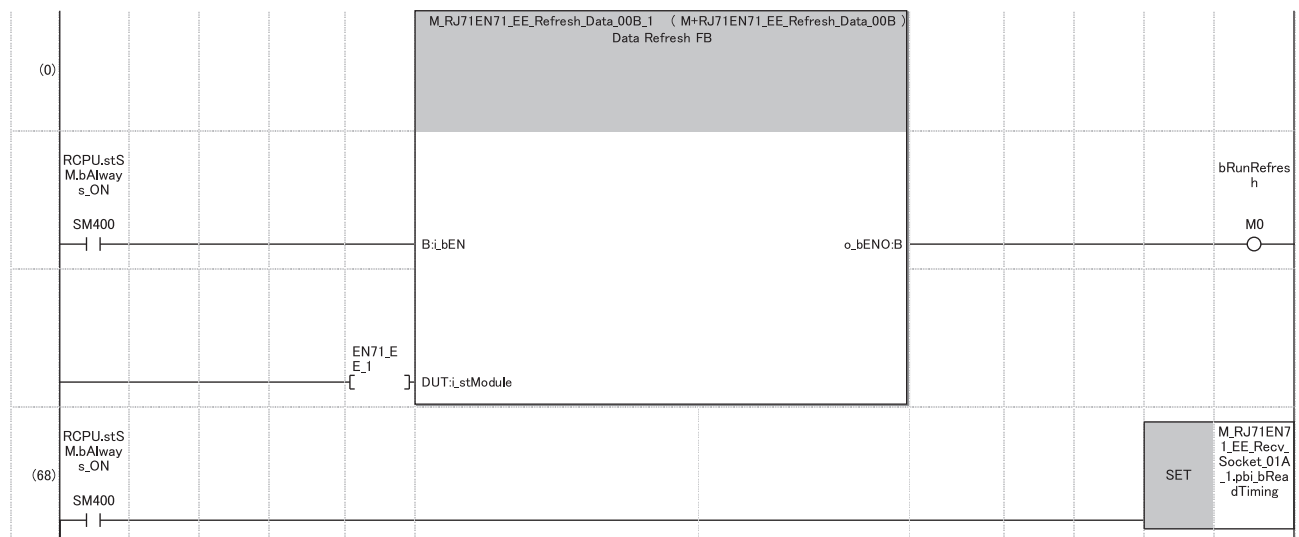 M_RJ71EN71_EE_Refresh_Data_00B_1 ( M+RJ71EN71_EE_Refresh_Data_00B )
Data Refresh FB
(0)
RCPU.stS
M.bAlway
s_ON
SM400
B:i_bEN
o_bENO:B
bRunRefres
h
M0
EN71_E
E_1
DUT:i_stModule
(68)
RCPU.stS
M.bAlway
s_ON
SM400
SET
M_RJ71EN7
1_EE_Recv_
Socket_01A
_1.pbi_bRea
dTiming